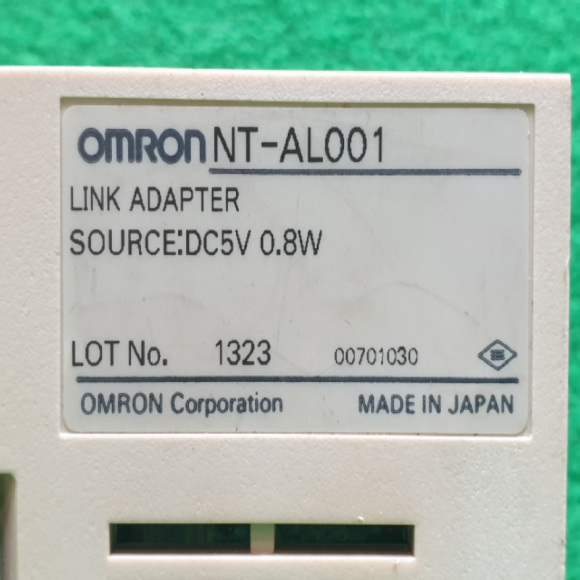 OMRON NT-AL001
LINK ADAPTER
SOURCE:DC5V 0.8W
LOT No. 1323 00701030
OMRON Corporation MADE IN JAPAN